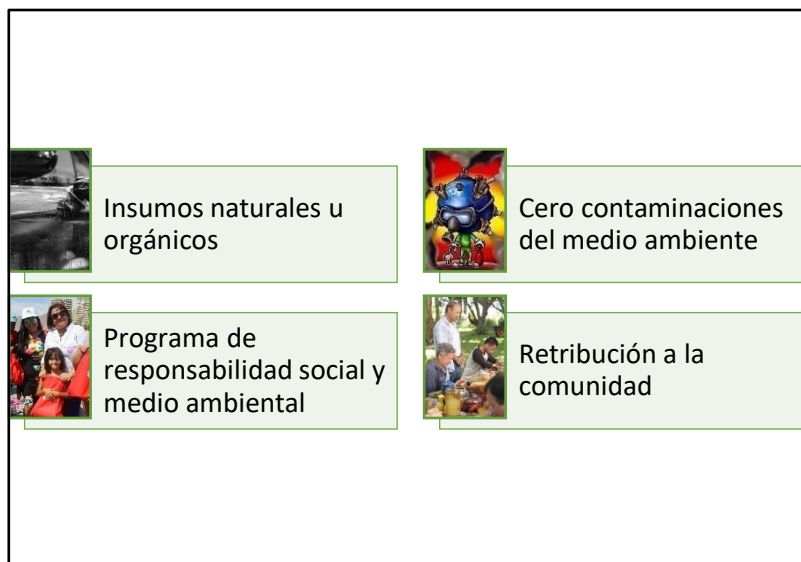 Insumos naturales u
orgánicos
Cero contaminaciones
del medio ambiente
Programa de
responsabilidad social y
medio ambiental
Retribución a la
comunidad